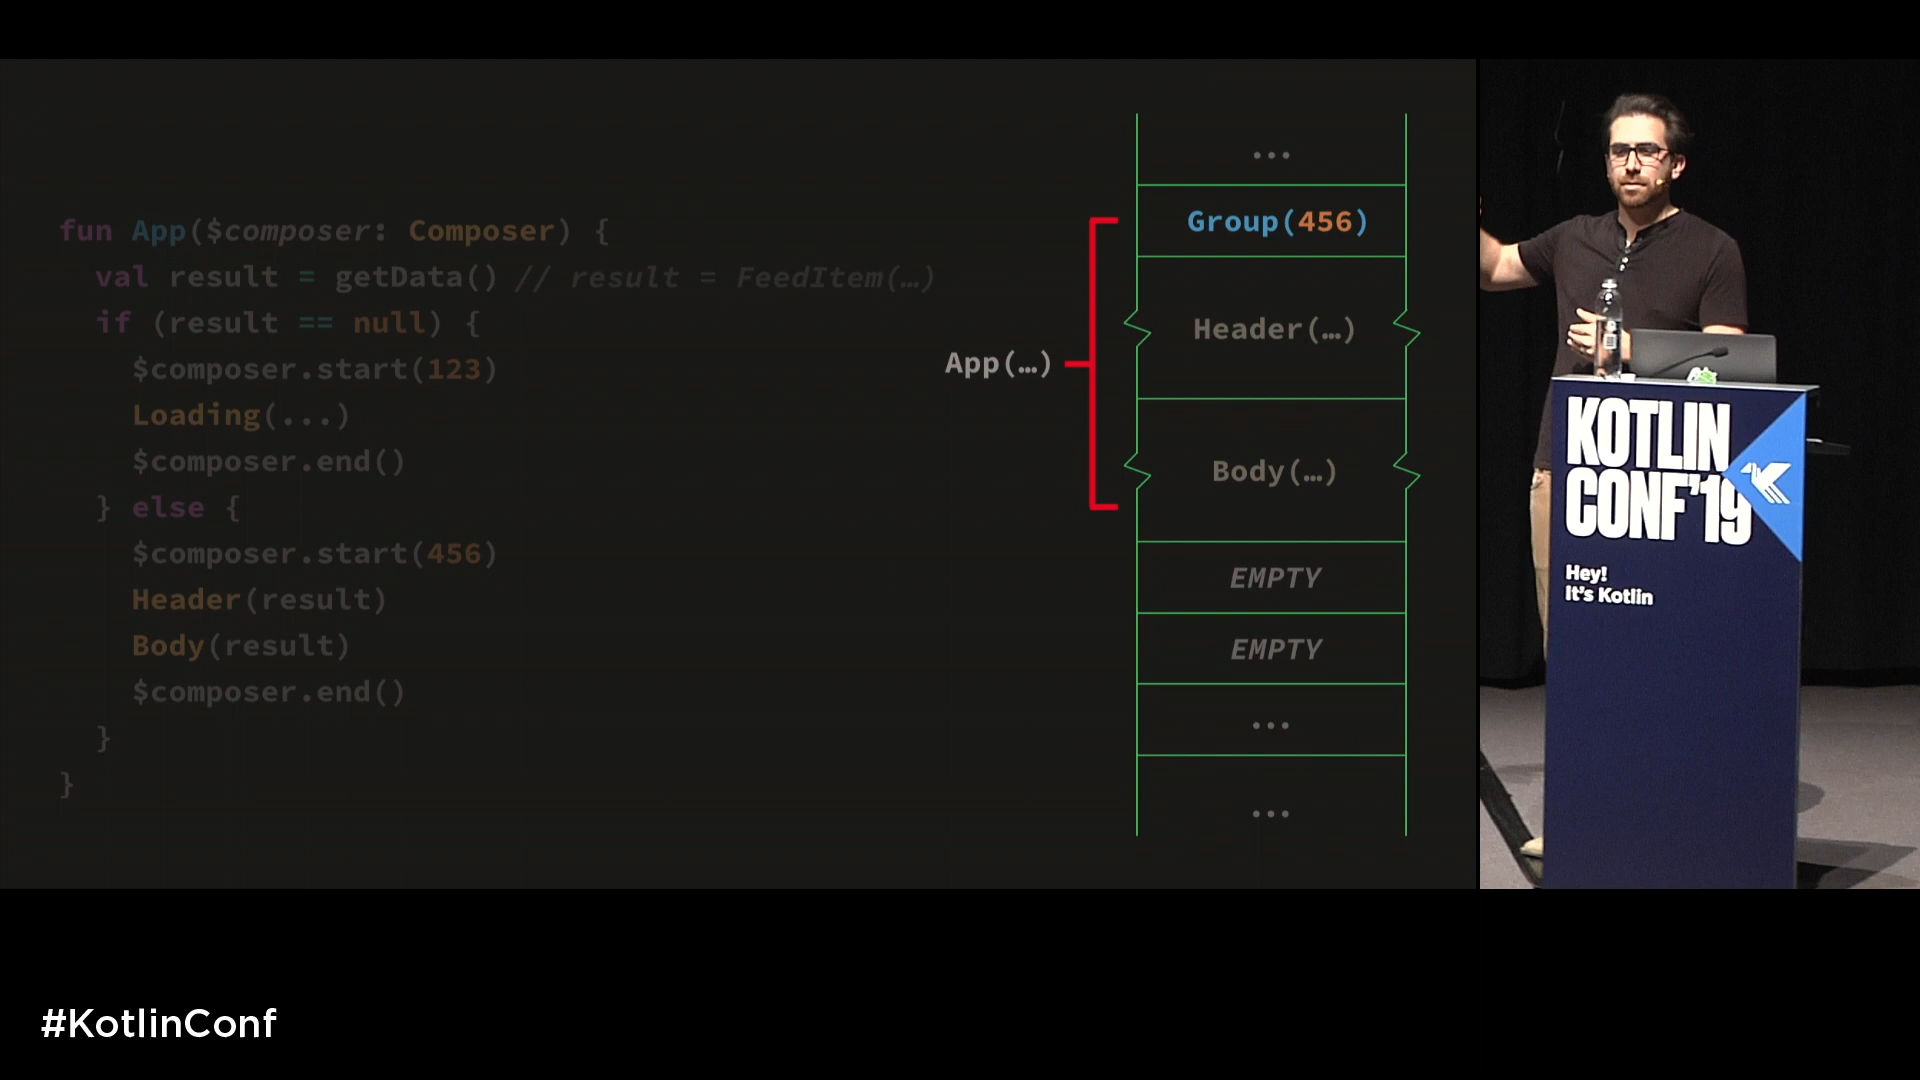 fun App($composer: Composer) {
val result = getData() // result = FeedItem(…)
if (result == null) {
$composer.start(123)
Loading(...)
$composer.end()
} else {
$composer.start(456)
Header(result)
Body(result)
$composer.end()
}
}
App(…)
...
Group(456)
Header(…)
Body(…)
EMPTY
EMPTY
...
...
KOTLIN
CONF'19
Hey!
It's Kotlin
#KotlinConf